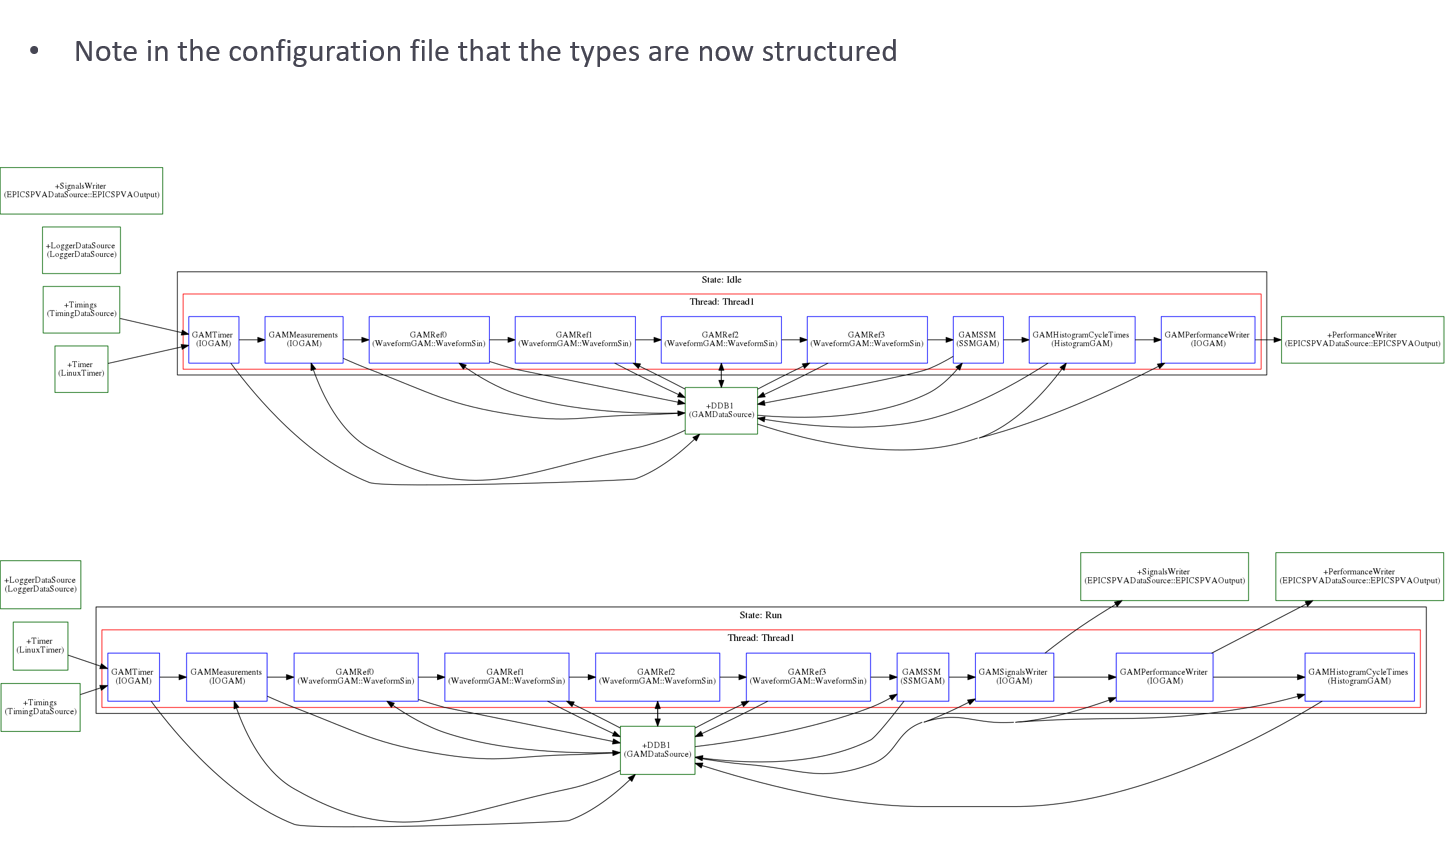 • Note in the configuration file that the types are now structured
+SignalsWriter
(EPICSPVADataSource::EPICSPVAOutput)
+LoggerDataSource
(LoggerDataSource)
+Timings
(TimingDataSource)
+Timer
(LinuxTimer)
State: Idle
Thread: Thread1
GAMTimer
(IOGAM)
GAMMeasurements
(IOGAM)
GAMRef0
(WaveformGAM::WaveformSin)
GAMRef1
(WaveformGAM::WaveformSin)
GAMRef2
(WaveformGAM::WaveformSin)
GAMRef3
(WaveformGAM::WaveformSin)
GAMSSM
(SSMGAM)
GAMHistogramCycleTimes
(HistogramGAM)
GAMPerformanceWriter
(IOGAM)
+PerformanceWriter
(EPICSPVADataSource::EPICSPVAOutput)
+DDB1
(GAMDataSource)
+SignalsWriter
(EPICSPVADataSource::EPICSPVAOutput)
+PerformanceWriter
(EPICSPVADataSource::EPICSPVAOutput)
+LoggerDataSource
(LoggerDataSource)
+Timer
(LinuxTimer)
+Timings
(TimingDataSource)
State: Run
Thread: Thread1
GAMTimer
(IOGAM)
GAMMeasurements
(IOGAM)
GAMRef0
(WaveformGAM::WaveformSin)
GAMRef1
(WaveformGAM::WaveformSin)
GAMRef2
(WaveformGAM::WaveformSin)
GAMRef3
(WaveformGAM::WaveformSin)
GAMSSM
(SSMGAM)
GAMSignalsWriter
(IOGAM)
GAMPerformanceWriter
(IOGAM)
GAMHistogramCycleTimes
(HistogramGAM)
+DDB1
(GAMDataSource)